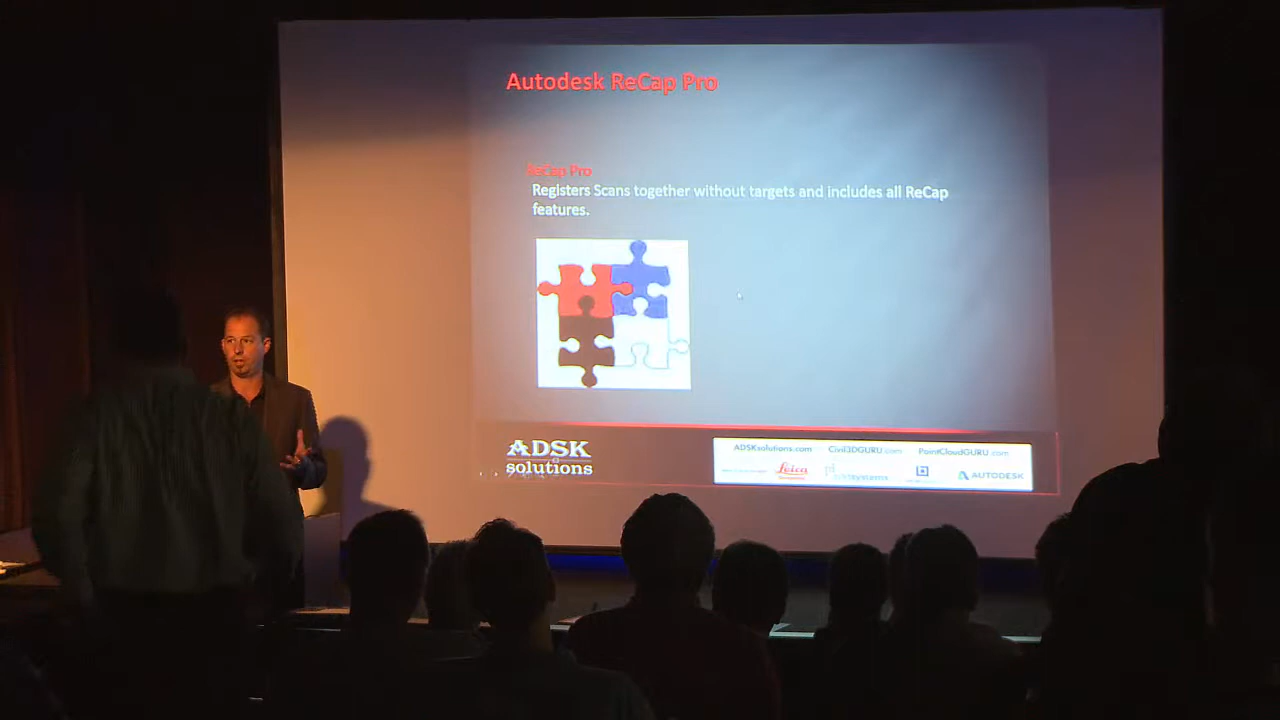 Autodesk ReCap Pro
ReCap Pro
Registers Scans together without targets and includes all ReCap
features.
ADSK
solutions
ADSKsolutions.com Civil3DGURU.com PointCloudGURU.com
Leica
AUTODESK